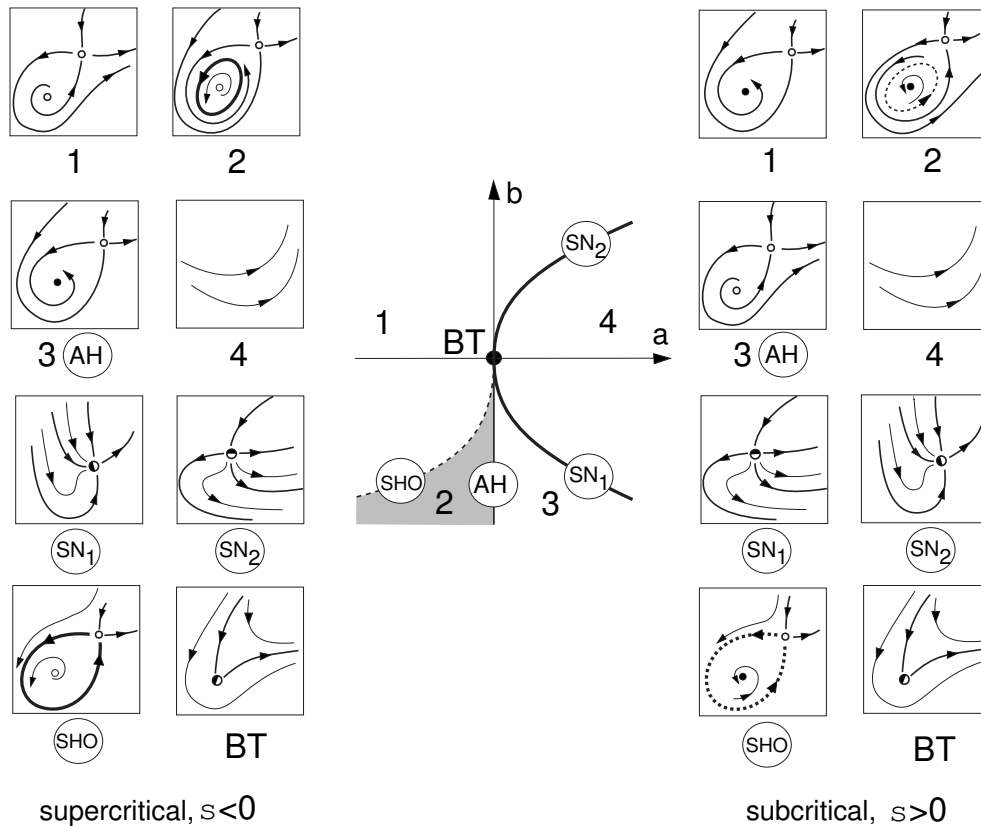 1
2
3 AH
4
SN1
SN2
SHO
BT
supercritical, s<0
b
SN2
1
BT
4
a
SHO
2
AH
3
SN1
1
2
3 AH
4
SN1
SN2
SHO
BT
subcritical, s>0